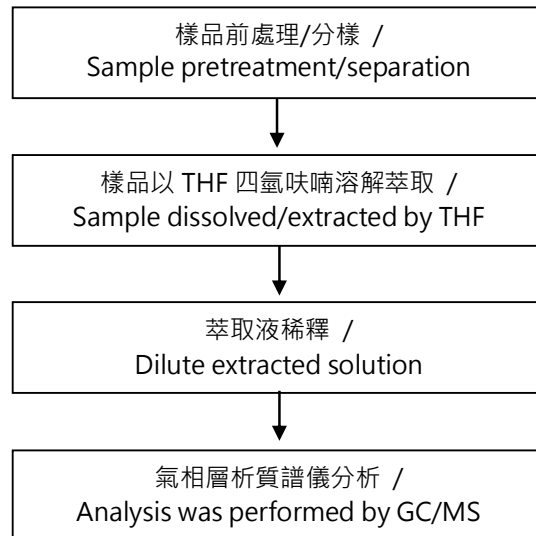 樣品前處理/分樣 /
Sample pretreatment/separation
樣品以 THF 四氫呋喃溶解萃取 /
Sample dissolved/extracted by THF
萃取液稀釋 /
Dilute extracted solution
氣相層析質譜儀分析 /
Analysis was performed by GC/MS